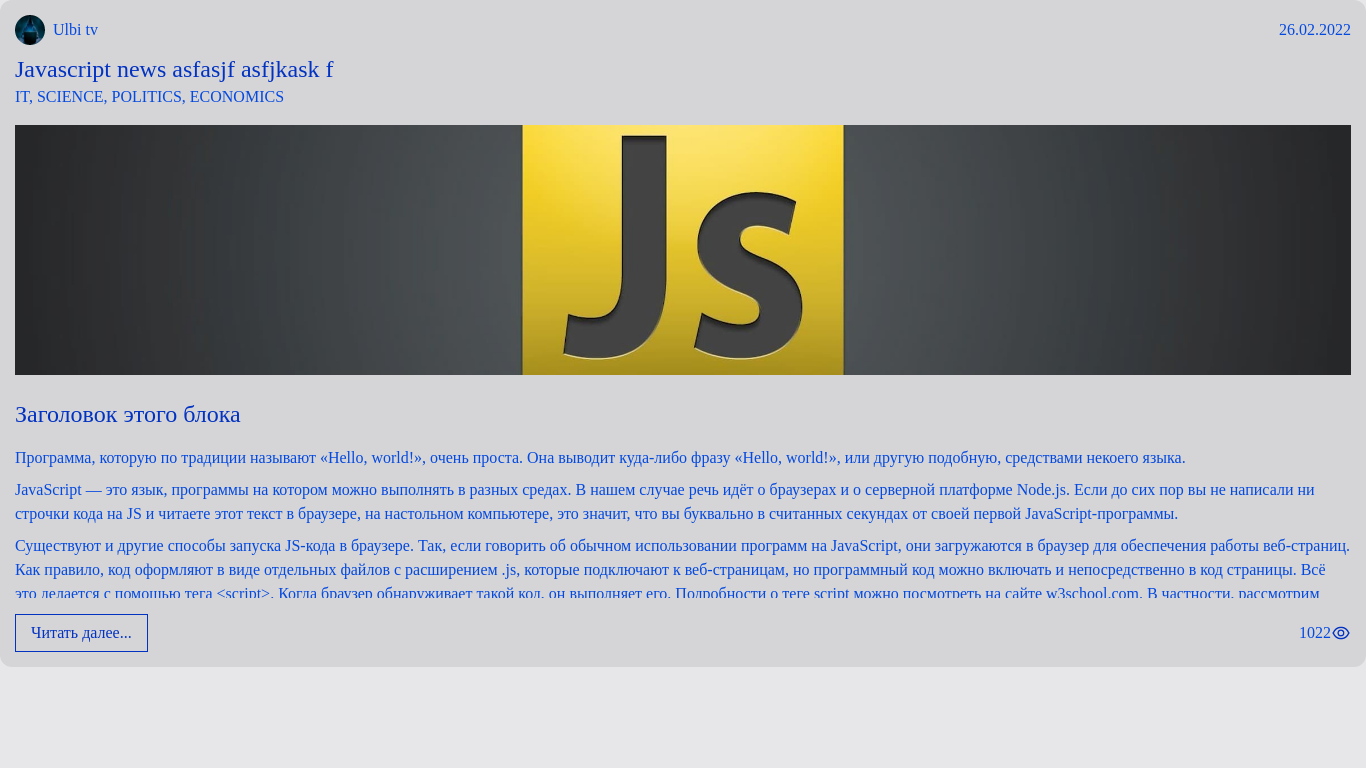 Ulbi tv
26.02.2022
Javascript news asfasjf asfjkask f
IT, SCIENCE, POLITICS, ECONOMICS
Js
Заголовок этого блока
Программа, которую по традиции называют «Hello, world!», очень проста. Она выводит куда-либо фразу «Hello, world!», или другую подобную, средствами некоего языка.
JavaScript — это язык, программы на котором можно выполнять в разных средах. В нашем случае речь идёт о браузерах и о серверной платформе Node.js. Если до сих пор вы не написали ни
строчки кода на JS и читаете этот текст в браузере, на настольном компьютере, это значит, что вы буквально в считанных секундах от своей первой JavaScript-программы.
Существуют и другие способы запуска JS-кода в браузере. Так, если говорить об обычном использовании программ на JavaScript, они загружаются в браузер для обеспечения работы веб-страниц.
Как правило, код оформляют в виде отдельных файлов с расширением .js, которые подключают к веб-страницам, но программный код можно включать и непосредственно в код страницы. Всё
это делается с помощью тега <script>. Когда браузер обнаруживает такой код, он выполняет его. Подробности о теге script можно посмотреть на сайте w3school.com. В частности, рассмотрим
Читать далее...
1022